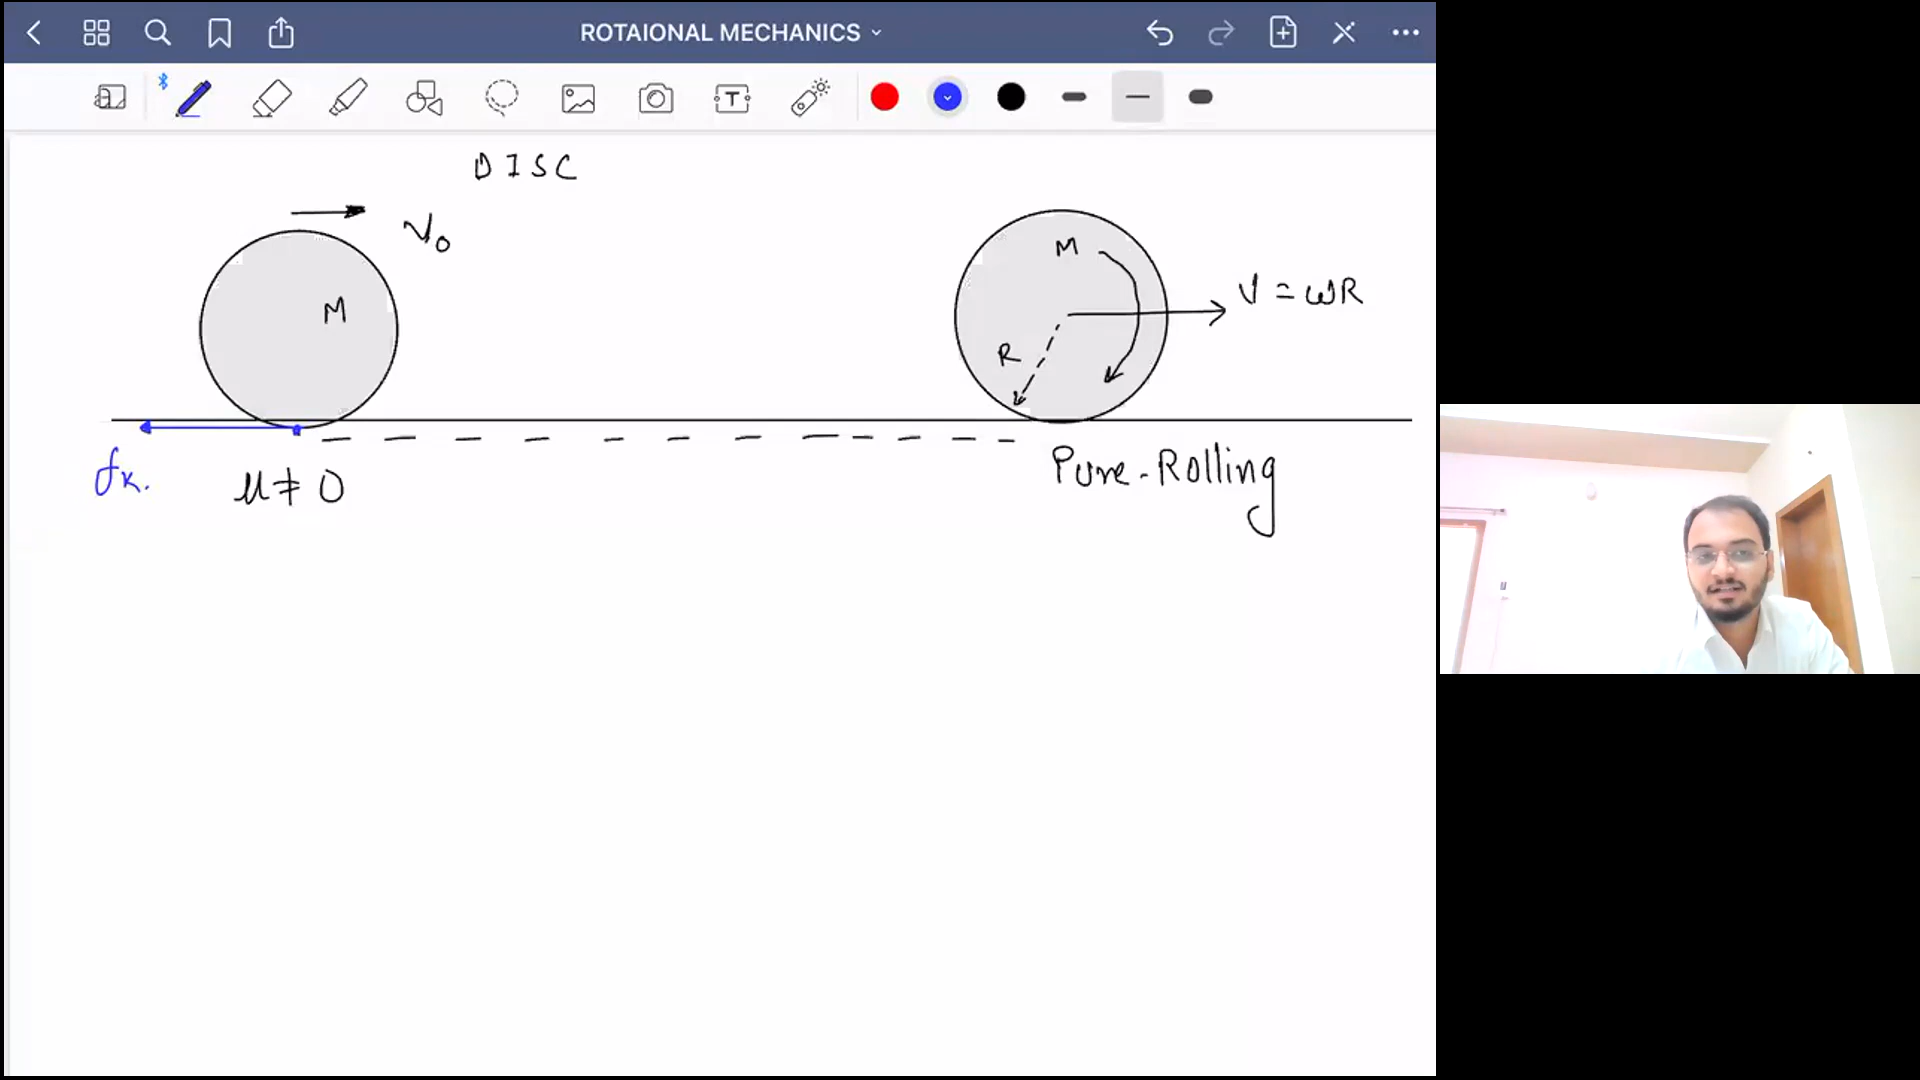 ROTAIONAL MECHANICS
T
DISC
V₀
M
M
R
V = ωR
fₖ.
μ ≠ 0
Pure-Rolling